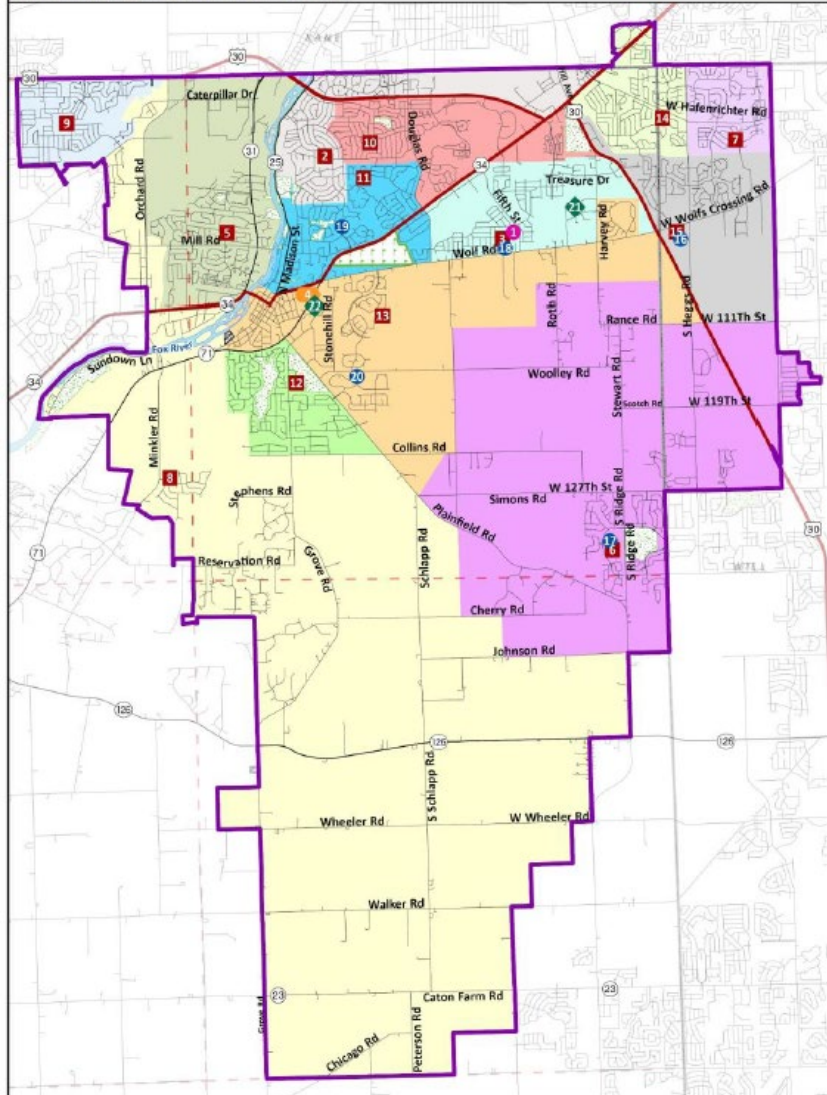 KANE
30
30
Caterpillar Dr
30
W Hafenrichter Rd
9
31
25
2
10
Douglas Rd
14
7
Orchard Rd
11
34
Treasure Dr
Fifth St
21
Harvey Rd
W Wolfs Crossing Rd
5
Mill Rd
N Madison St
19
1
3
18
Wolf Rd
15
16
34
4
22
Stonehill Rd
13
Roth Rd
Rance Rd
S Heggs Rd
W 111Th St
Fox River
71
Sundown Ln
34
12
20
Woolley Rd
Stewart Rd
Scotch Rd
W 119Th St
Minkler Rd
Collins Rd
8
Stephens Rd
W 127Th St
Simons Rd
S Ridge Rd
30
Plainfield Rd
71
17
6
S Ridge Rd
WILL
Reservation Rd
Grove Rd
Schlapp Rd
Cherry Rd
Johnson Rd
126
126
126
S Schlapp Rd
Wheeler Rd
W Wheeler Rd
Walker Rd
23
23
Caton Farm Rd
Grove Rd
Peterson Rd
Chicago Rd